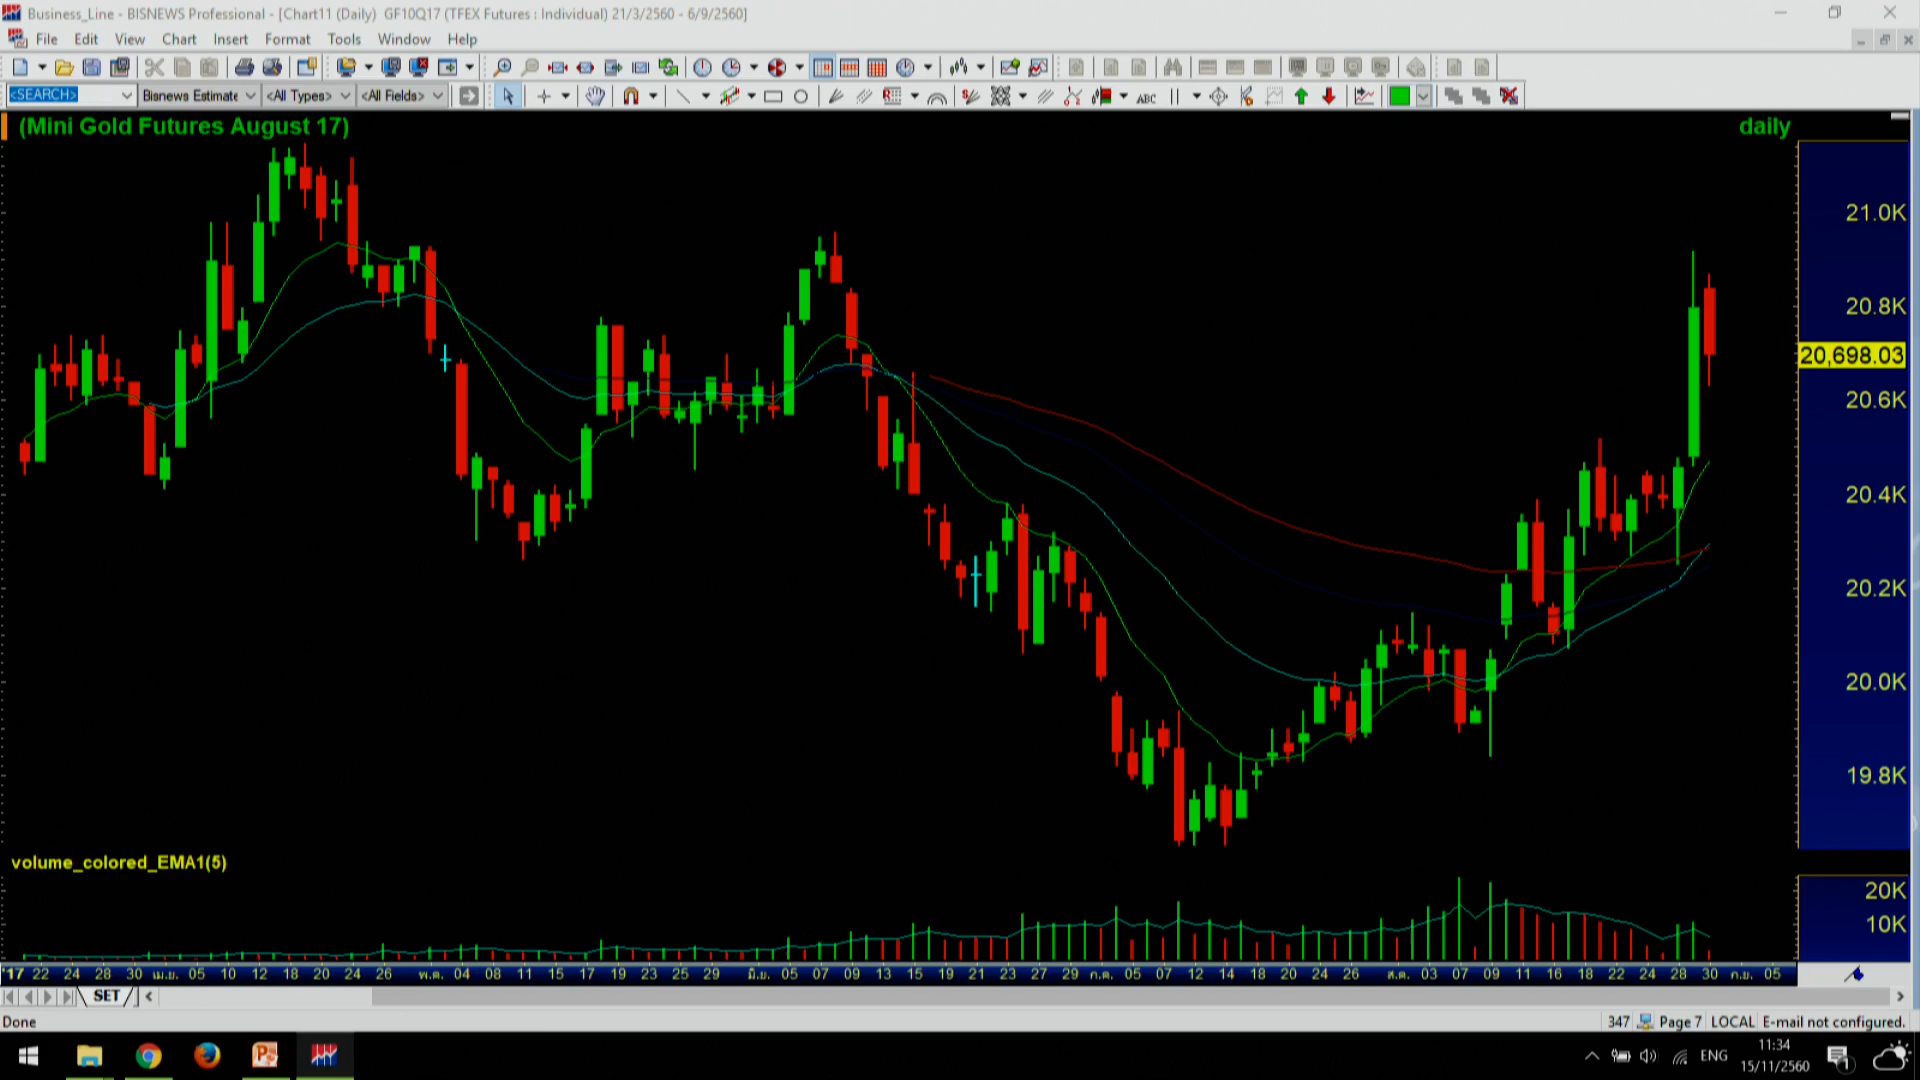 Business_Line - BISNEWS Professional - [Chart11 (Daily)  GF10Q17 (TFEX Futures : Individual) 21/3/2560 - 6/9/2560]
File Edit View Chart Insert Format Tools Window Help
<SEARCH> Bisnews Estimate <All Types> <All Fields> ABC
(Mini Gold Futures August 17) daily
21.0K
20.8K
20,698.03
20.6K
20.4K
20.2K
20.0K
19.8K
volume_colored_EMA1(5)
20K
10K
'17 22 24 28 30 เม.ย. 05 10 12 18 20 24 26 พ.ค. 04 08 11 15 17 19 23 25 29 มิ.ย. 05 07 09 13 15 19 21 23 27 29 ก.ค. 05 07 12 14 18 20 24 26 ส.ค. 03 07 09 11 16 18 22 24 28 30 ก.ย. 05
SET
Done 347 Page 7 LOCAL E-mail not configured.
ENG 11:34
15/11/2560